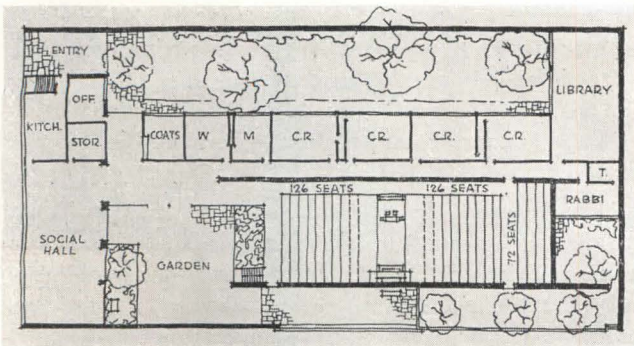 ENTRY
OFF.
KITCH.
STOR.
COATS
W
M
C.R.
C.R.
C.R.
C.R.
LIBRARY
T.
RABBI
126 SEATS
126 SEATS
72 SEATS
SOCIAL
HALL
GARDEN